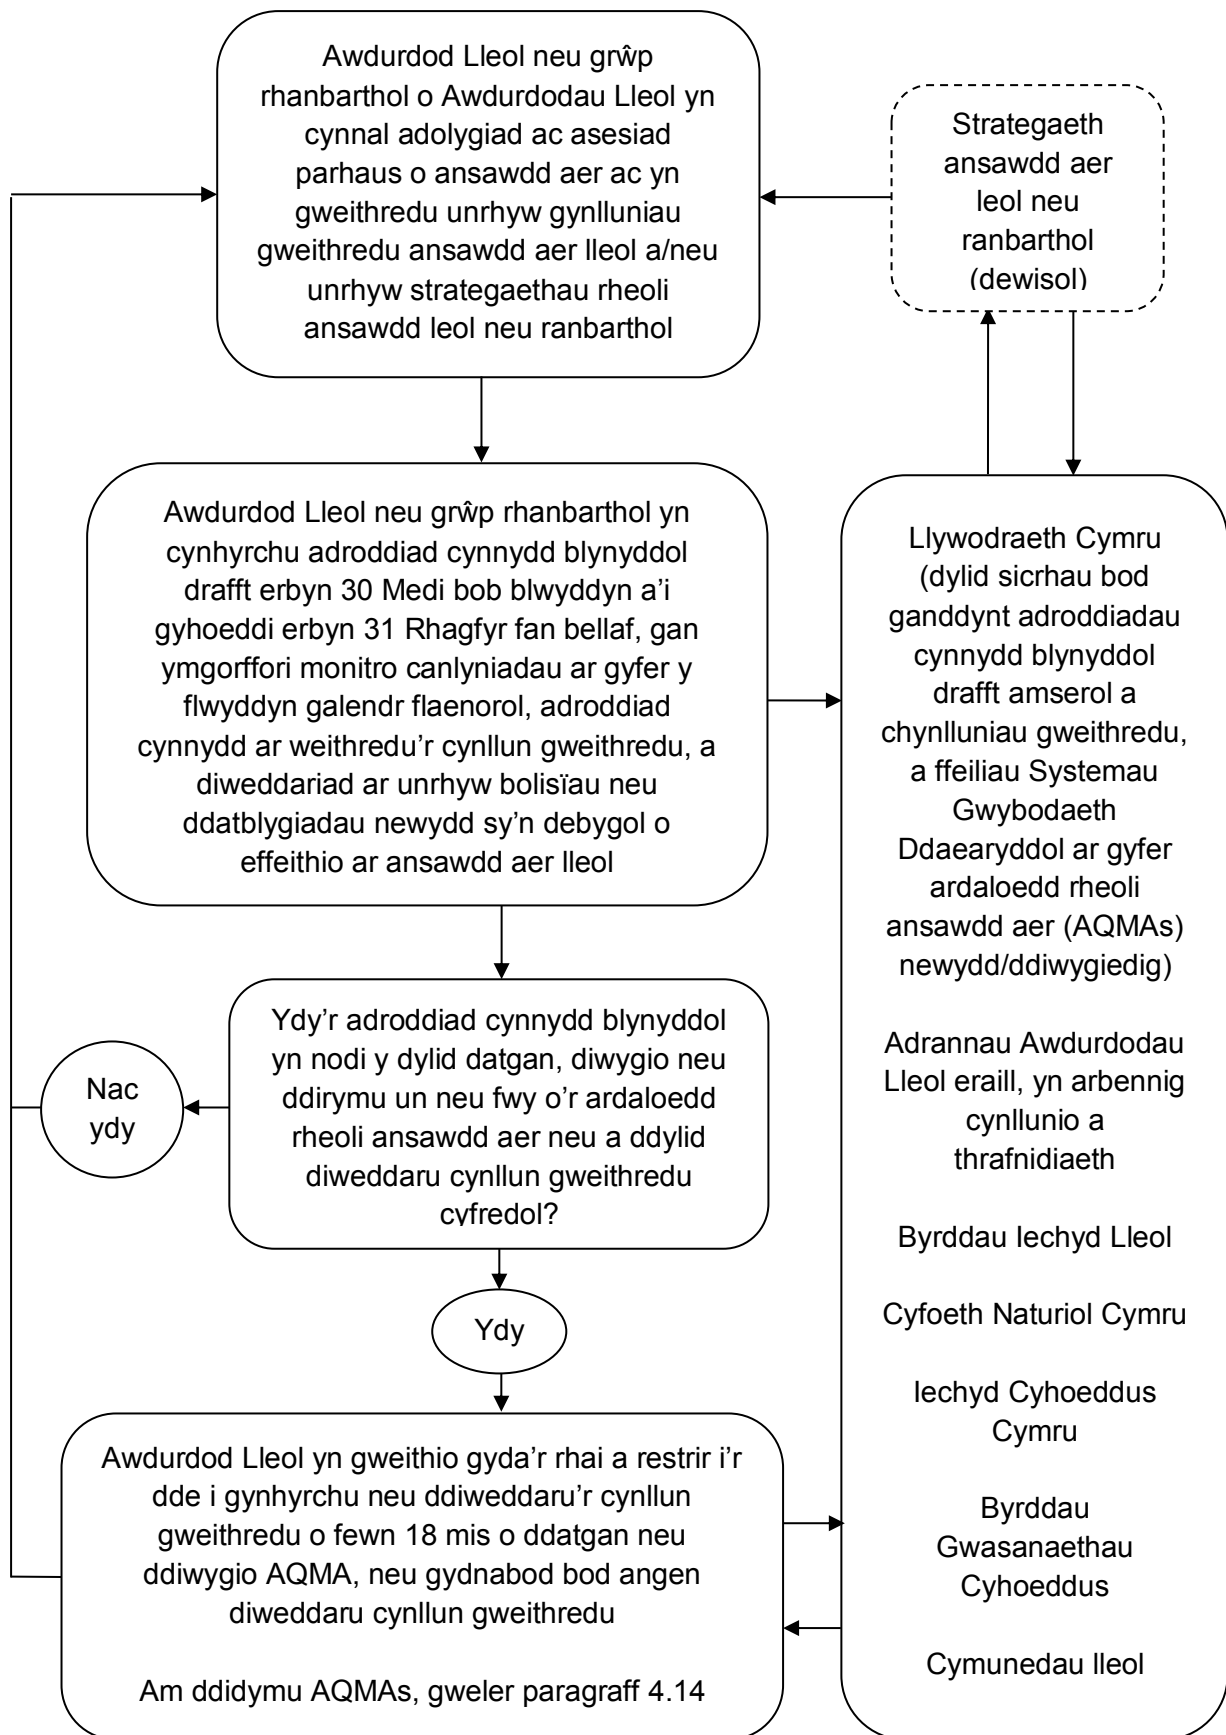 Awdurdod Lleol neu grŵp
rhanbarthol o Awdurdodau Lleol yn
cynnal adolygiad ac asesiad
parhaus o ansawdd aer ac yn
gweithredu unrhyw gynlluniau
gweithredu ansawdd aer lleol a/neu
unrhyw strategaethau rheoli
ansawdd leol neu ranbarthol
Strategaeth
ansawdd aer
leol neu
ranbarthol
(dewisol)
Awdurdod Lleol neu grŵp rhanbarthol yn
cynhyrchu adroddiad cynnydd blynyddol
drafft erbyn 30 Medi bob blwyddyn a'i
gyhoeddi erbyn 31 Rhagfyr fan bellaf, gan
ymgorffori monitro canlyniadau ar gyfer y
flwyddyn galendr flaenorol, adroddiad
cynnydd ar weithredu'r cynllun gweithredu, a
diweddariad ar unrhyw bolisïau neu
ddatblygiadau newydd sy'n debygol o
effeithio ar ansawdd aer lleol
Llywodraeth Cymru
(dylid sicrhau bod
ganddynt adroddiadau
cynnydd blynyddol
drafft amserol a
chynlluniau gweithredu,
a ffeiliau Systemau
Gwybodaeth
Ddaearyddol ar gyfer
ardaloedd rheoli
ansawdd aer (AQMAs)
newydd/ddiwygiedig)
Adrannau Awdurdodau
Lleol eraill, yn arbennig
cynllunio a
thrafnidiaeth
Byrddau Iechyd Lleol
Cyfoeth Naturiol Cymru
Iechyd Cyhoeddus
Cymru
Byrddau
Gwasanaethau
Cyhoeddus
Cymunedau lleol
Ydy'r adroddiad cynnydd blynyddol
yn nodi y dylid datgan, diwygio neu
ddirymu un neu fwy o'r ardaloedd
rheoli ansawdd aer neu a ddylid
diweddaru cynllun gweithredu
cyfredol?
Nac
ydy
Ydy
Awdurdod Lleol yn gweithio gyda'r rhai a restrir i'r
dde i gynhyrchu neu ddiweddaru'r cynllun
gweithredu o fewn 18 mis o ddatgan neu
ddiwygio AQMA, neu gydnabod bod angen
diweddaru cynllun gweithredu
Am ddidymu AQMAs, gweler paragraff 4.14